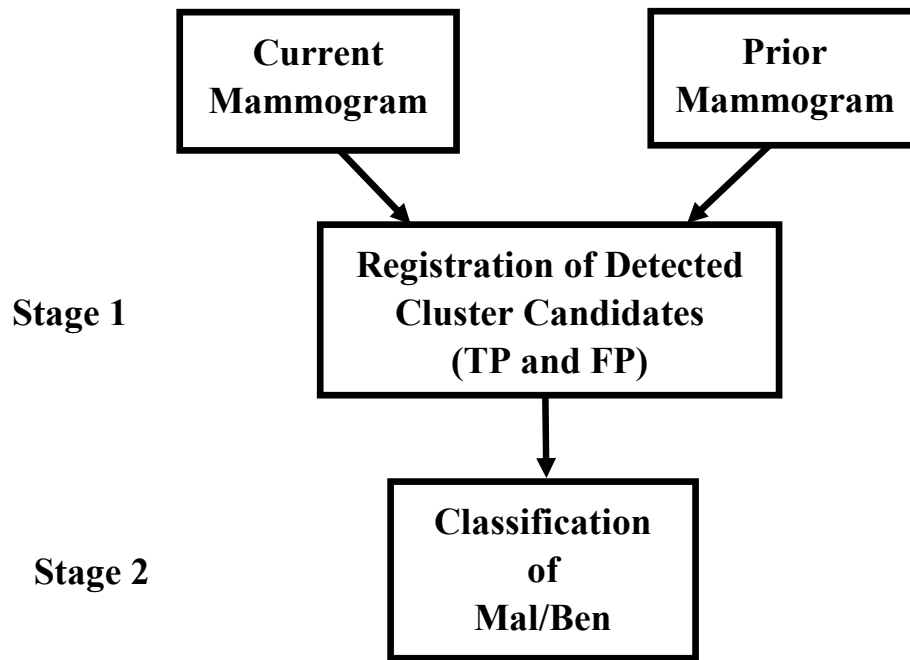 Current
Mammogram
Prior
Mammogram
Stage 1
Registration of Detected
Cluster Candidates
(TP and FP)
Stage 2
Classification
of
Mal/Ben